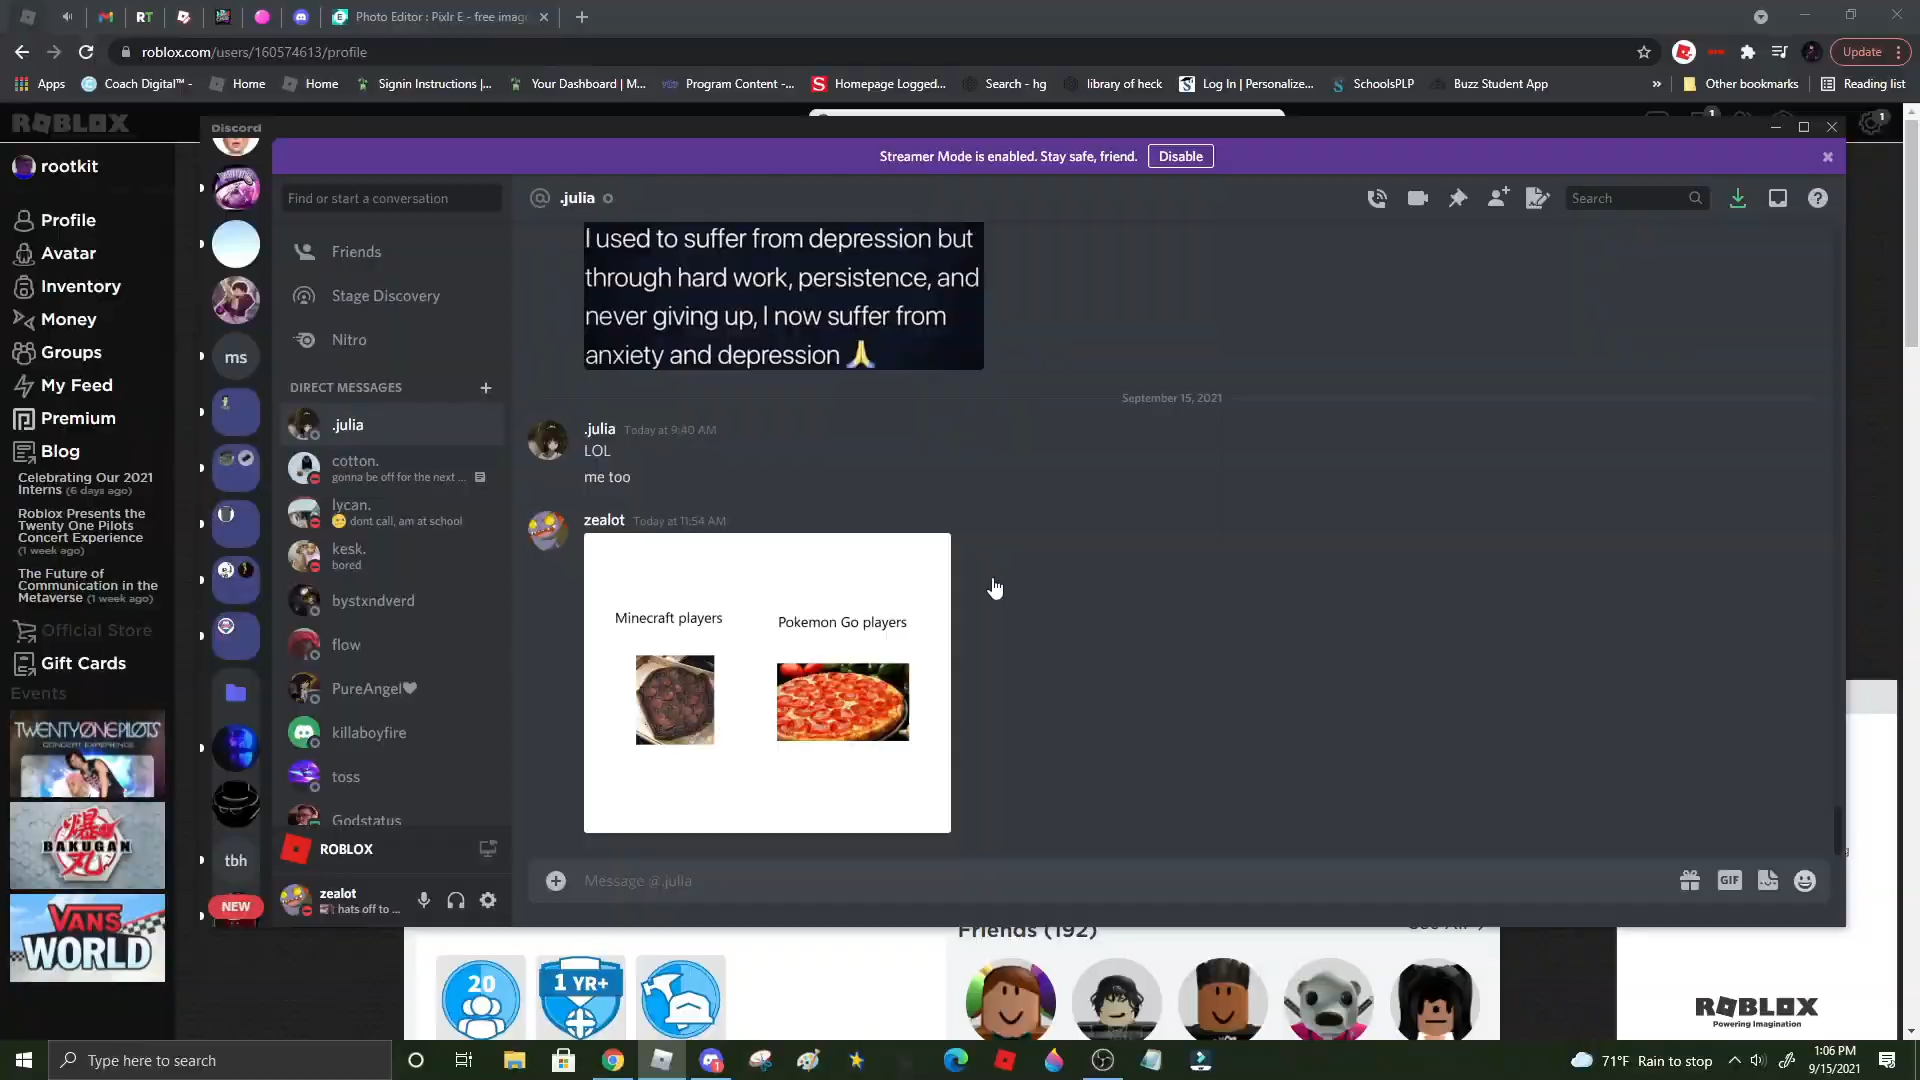 RT
Photo Editor : Pixlr E - free imag
roblox.com/users/160574613/profile
Update
Apps
Coach Digital™ -
Home
Home
Signin Instructions |...
Your Dashboard | M...
Program Content -...
Homepage Logged...
Search - hg
library of heck
Log In | Personalize...
SchoolsPLP
Buzz Student App
Other bookmarks
Reading list
ROBLOX
1
1
rootkit
Profile
Avatar
Inventory
Money
Groups
My Feed
Premium
Blog
Celebrating Our 2021
Interns (6 days ago)
Roblox Presents the
Twenty One Pilots
Concert Experience
(1 week ago)
The Future of
Communication in the
Metaverse (1 week ago)
Official Store
Gift Cards
Events
TWENTY ONE PILOTS
CONCERT EXPERIENCE
BAKUGAN
VANS
WORLD
Discord
ms
tbh
NEW
Streamer Mode is enabled. Stay safe, friend.
Disable
Find or start a conversation
Friends
Stage Discovery
Nitro
DIRECT MESSAGES
.julia
cotton.
gonna be off for the next ...
lycan.
dont call, am at school
kesk.
bored
bystxndverd
flow
PureAngel🖤
killaboyfire
toss
Godstatus
ROBLOX
zealot
hats off to ...
.julia
Search
I used to suffer from depression but
through hard work, persistence, and
never giving up, I now suffer from
anxiety and depression 🙏
September 15, 2021
.julia Today at 9:40 AM
LOL
me too
zealot Today at 11:54 AM
Minecraft players
Pokemon Go players
Message @.julia
GIF
Friends (192)
See All
20
1 YR+
ROBLOX
Powering Imagination
Type here to search
71°F Rain to stop
1:06 PM
9/15/2021